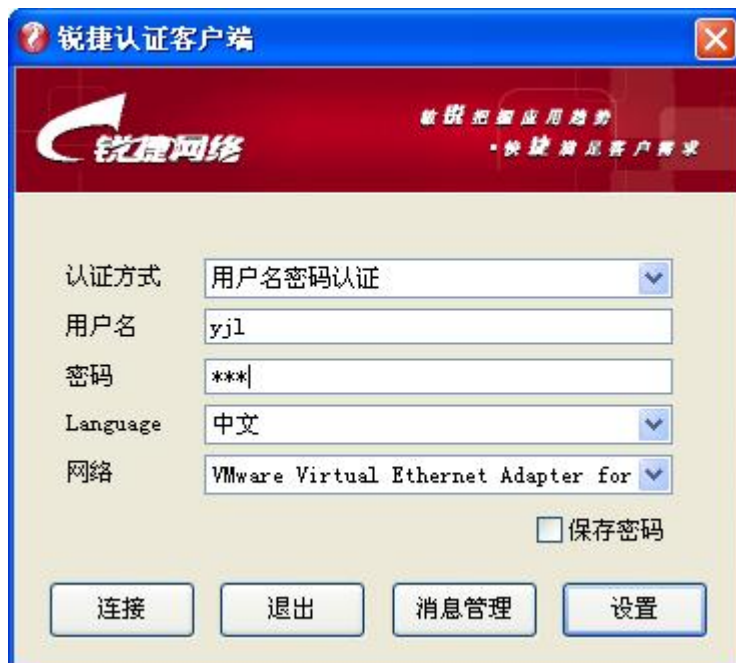 锐捷认证客户端
锐捷网络
敏锐把握应用趋势
·快捷满足客户需求
认证方式 用户名密码认证
用户名 yjl
密码 ***
Language 中文
网络 VMware Virtual Ethernet Adapter for
保存密码
连接 退出 消息管理 设置